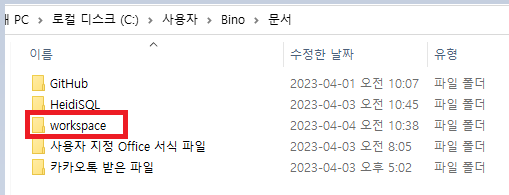 PC > 로컬 디스크 (C:) > 사용자 > Bino > 문서
이름 수정한 날짜 유형
GitHub 2023-04-01 오전 10:07 파일 폴더
HeidiSQL 2023-04-03 오전 10:45 파일 폴더
workspace 2023-04-04 오전 10:38 파일 폴더
사용자 지정 Office 서식 파일 2023-04-03 오전 8:05 파일 폴더
카카오톡 받은 파일 2023-04-03 오후 5:02 파일 폴더